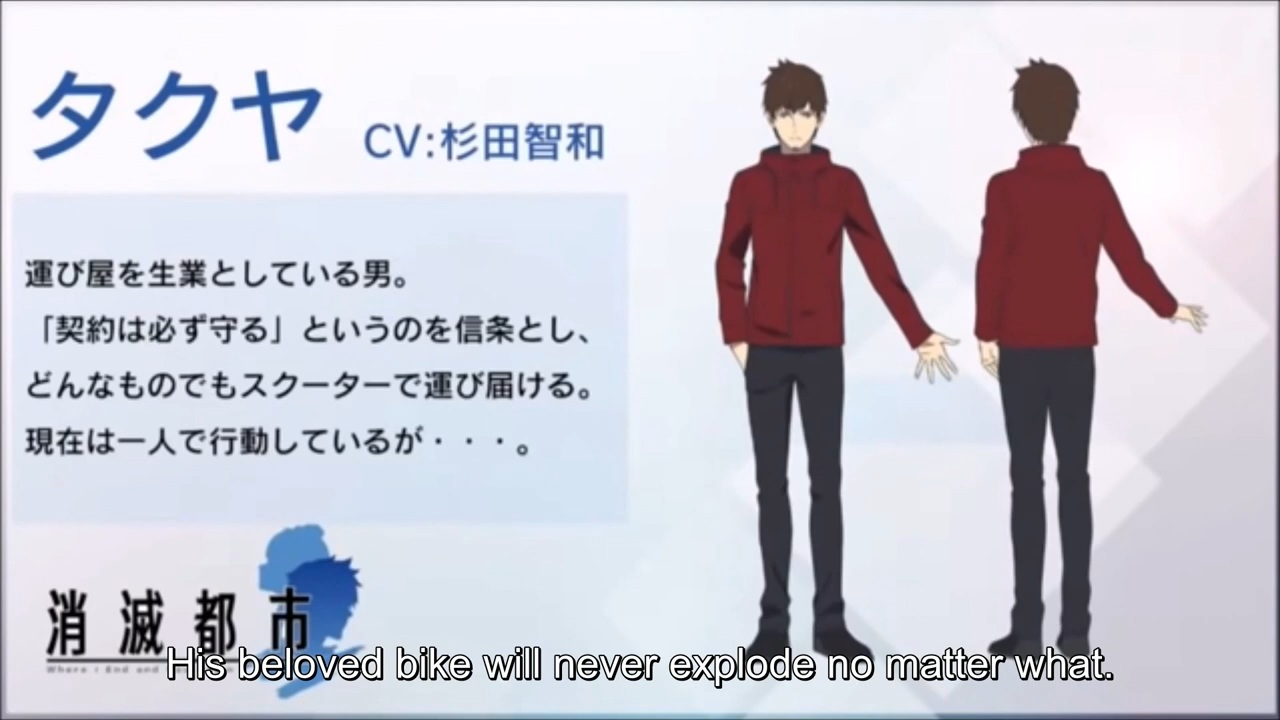 タクヤ
CV:杉田智和
運び屋を生業としている男。
「契約は必ず守る」というのを信条とし、
どんなものでもスクーターで運び届ける。
現在は一人で行動しているが・・・。
消滅都市
Where
End and
His beloved bike will never explode no matter what.